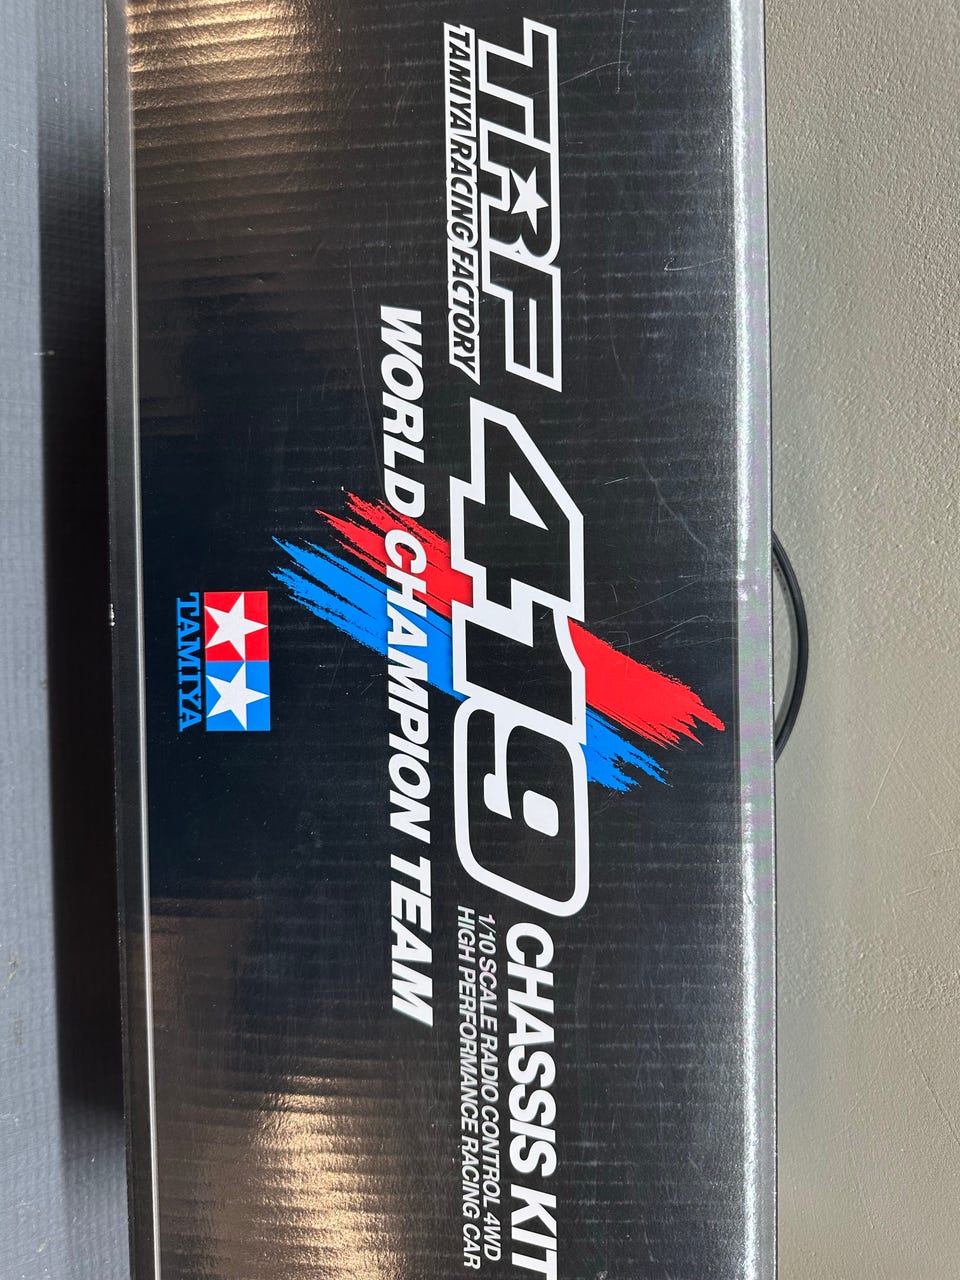 TRF
TAMIYA RACING FACTORY
419
CHASSIS KIT
1/10 SCALE RADIO CONTROL 4WD
HIGH PERFORMANCE RACING CAR
WORLD CHAMPION TEAM
TAMIYA